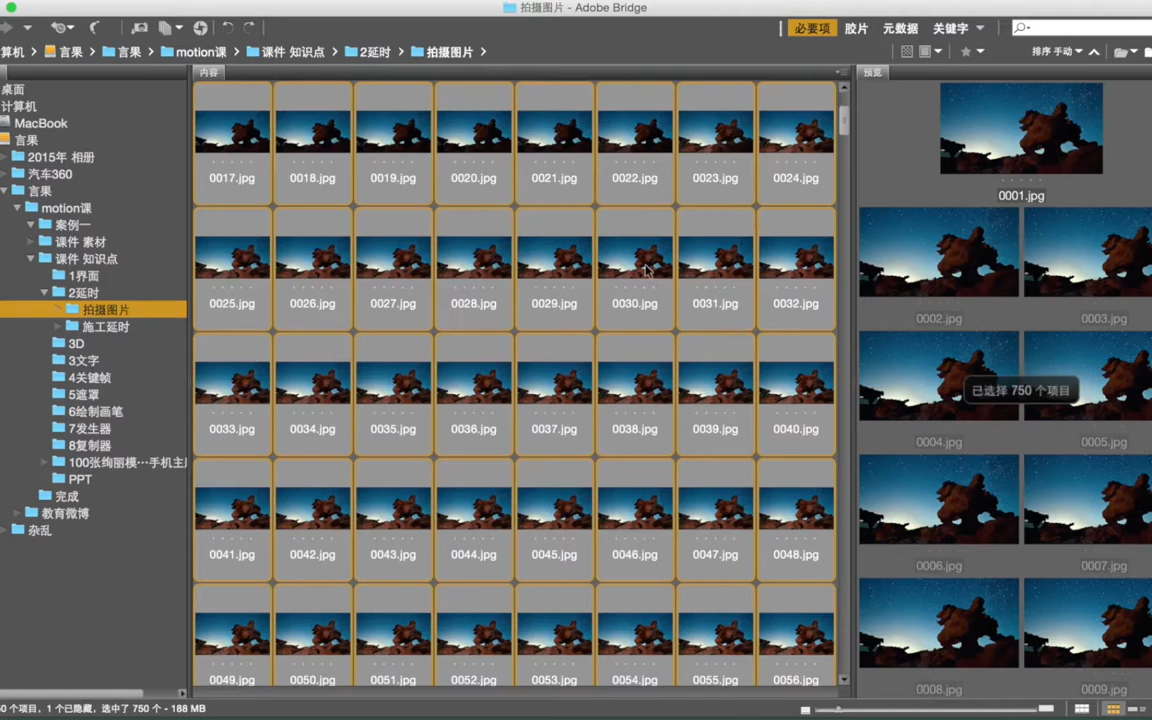 拍摄图片 - Adobe Bridge
必要项 胶片 元数据 关键字
算机 言果 言果 motion课 课件 知识点 2延时 拍摄图片
排序 手动
内容
预览
桌面
计算机
MacBook
言果
2015年 相册
汽车360
言果
motion课
案例一
课件 素材
课件 知识点
1界面
2延时
拍摄图片
施工延时
3D
3文字
4关键帧
5遮罩
6绘制画笔
7发生器
8复制器
100张绚丽模…手机主
PPT
完成
教育微博
杂乱
0017.jpg 0018.jpg 0019.jpg 0020.jpg 0021.jpg 0022.jpg 0023.jpg 0024.jpg
0025.jpg 0026.jpg 0027.jpg 0028.jpg 0029.jpg 0030.jpg 0031.jpg 0032.jpg
0033.jpg 0034.jpg 0035.jpg 0036.jpg 0037.jpg 0038.jpg 0039.jpg 0040.jpg
0041.jpg 0042.jpg 0043.jpg 0044.jpg 0045.jpg 0046.jpg 0047.jpg 0048.jpg
0049.jpg 0050.jpg 0051.jpg 0052.jpg 0053.jpg 0054.jpg 0055.jpg 0056.jpg
0001.jpg
0002.jpg 0003.jpg
已选择 750 个项目
0004.jpg 0005.jpg
0006.jpg 0007.jpg
0008.jpg 0009.jpg
0 个项目，1 个已隐藏，选中了 750 个 - 188 MB